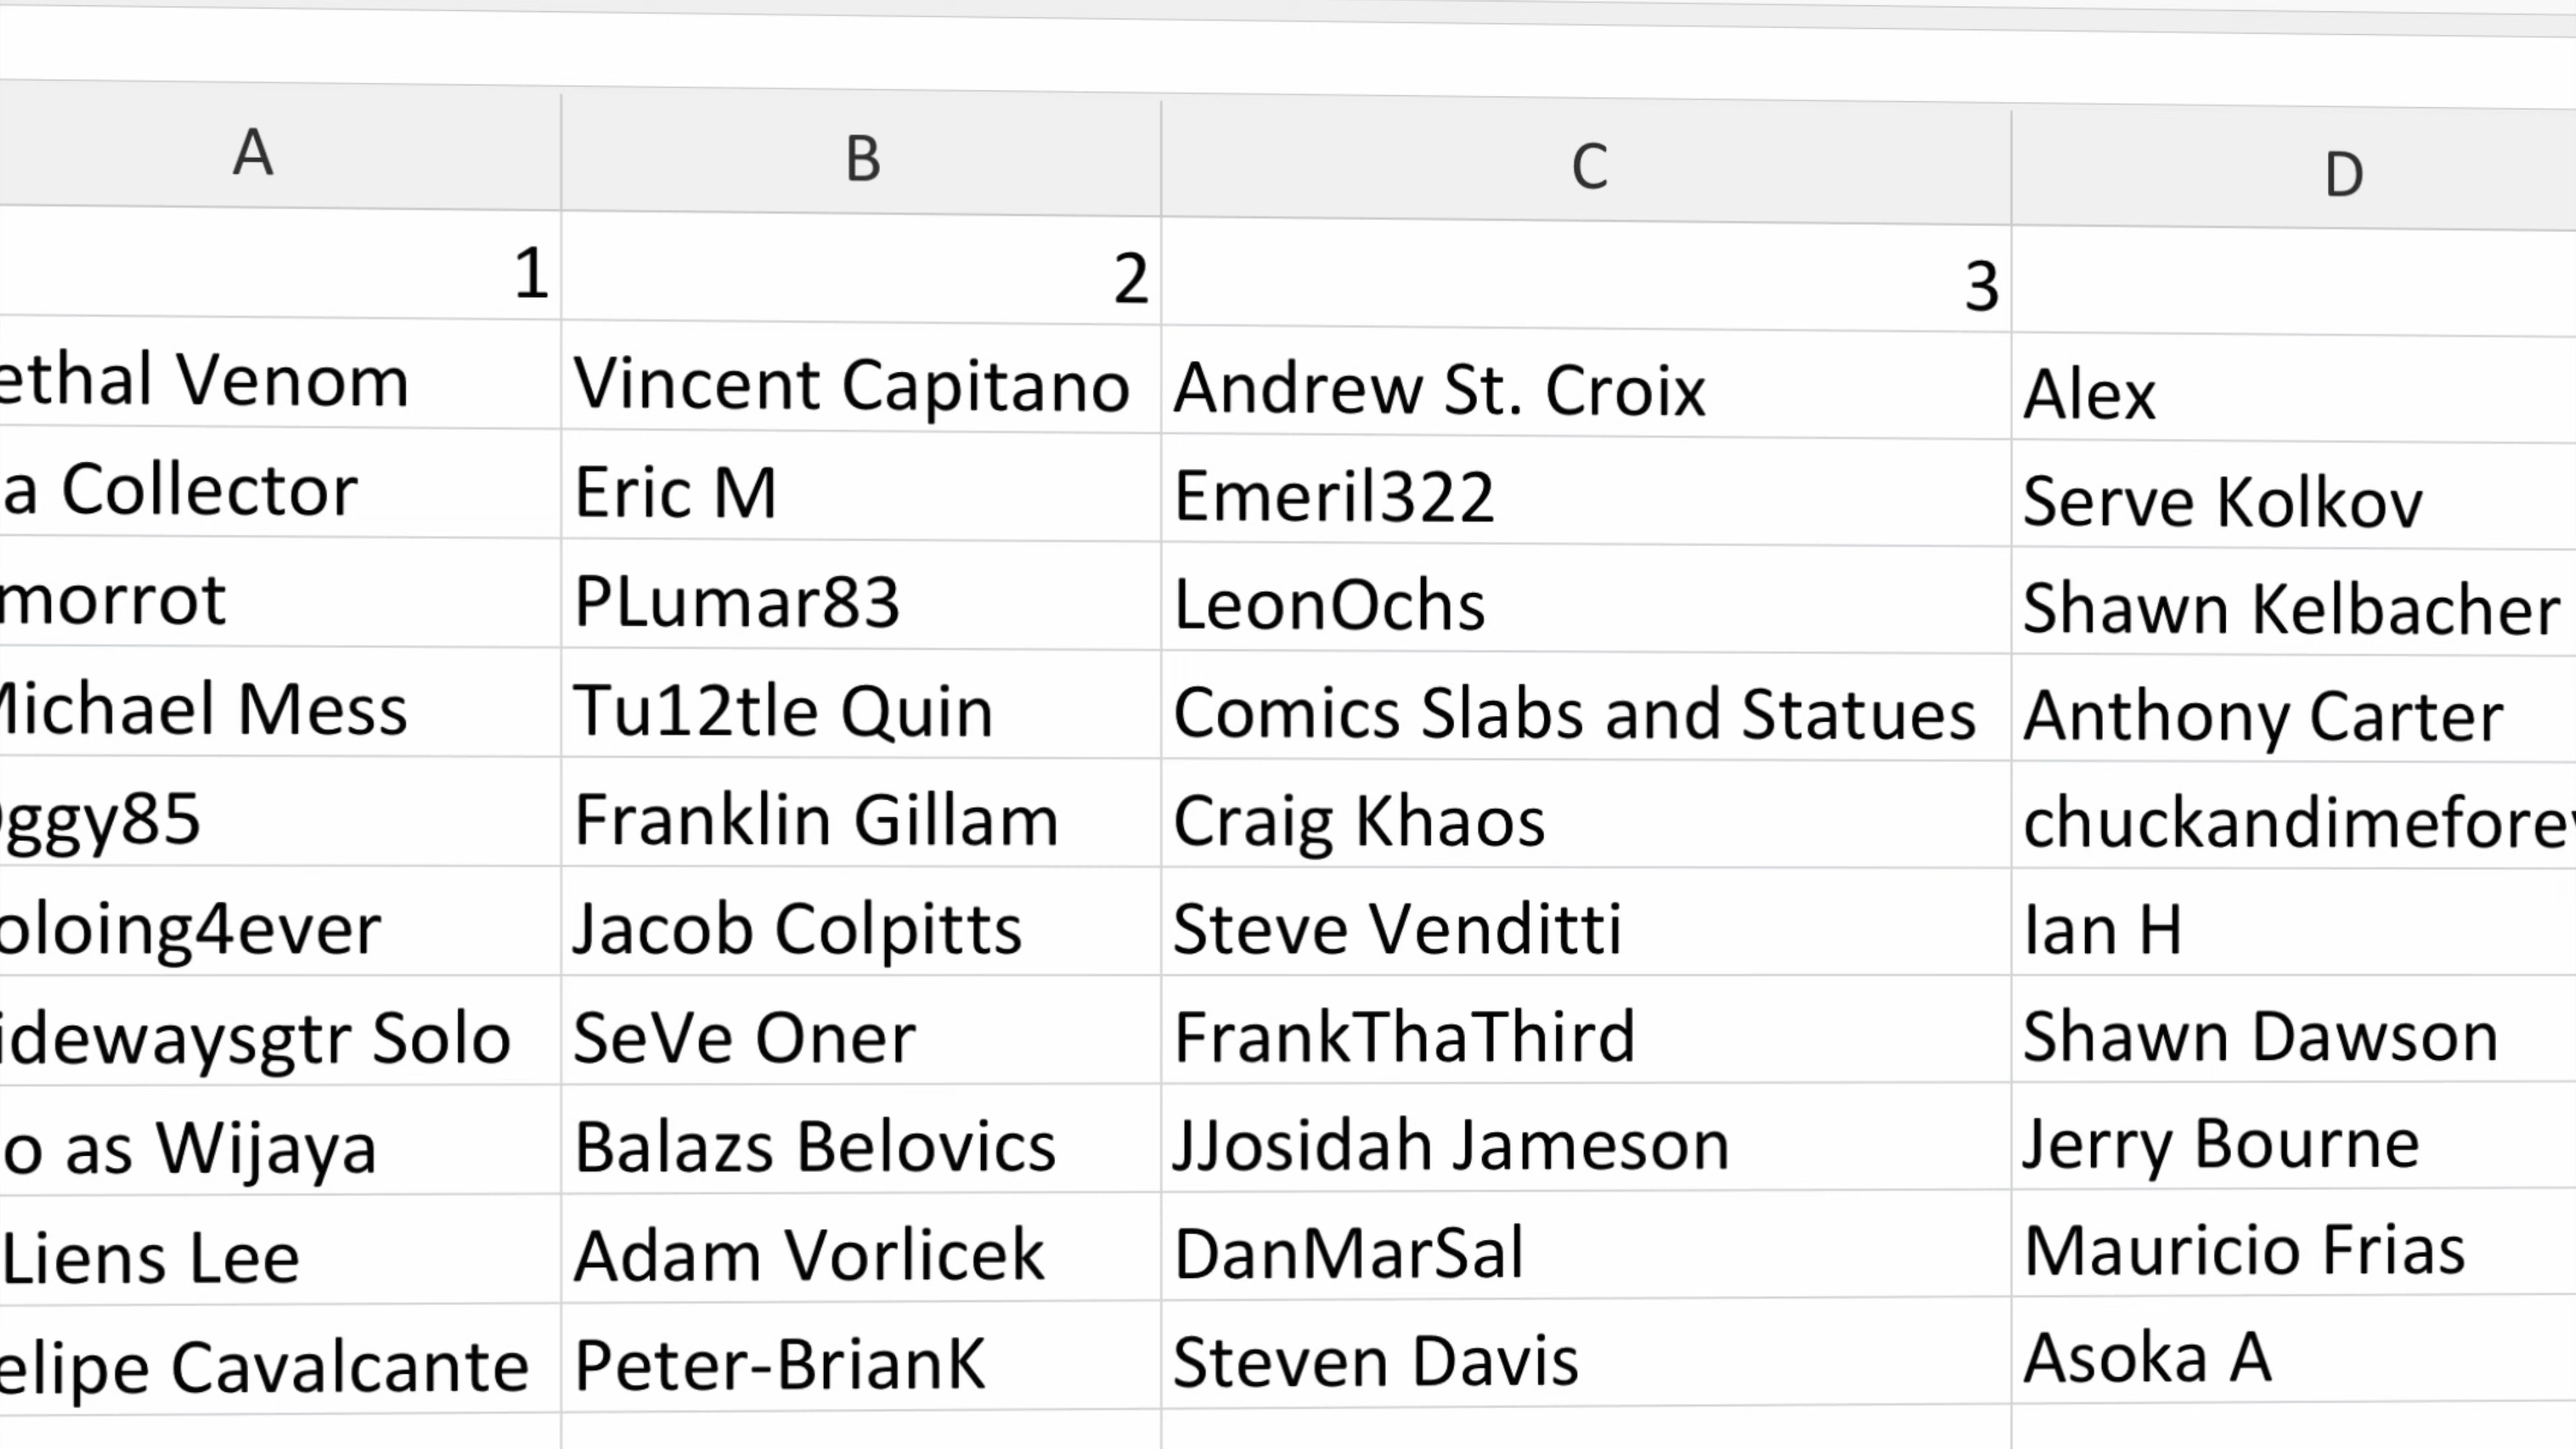 A B C D
1 2 3
ethal Venom Vincent Capitano Andrew St. Croix Alex
a Collector Eric M Emeril322 Serve Kolkov
morrot PLumar83 LeonOchs Shawn Kelbacher
Michael Mess Tu12tle Quin Comics Slabs and Statues Anthony Carter
ggy85 Franklin Gillam Craig Khaos chuckandimeforev
oloing4ever Jacob Colpitts Steve Venditti Ian H
idewaysgtr Solo SeVe Oner FrankThaThird Shawn Dawson
o as Wijaya Balazs Belovics JJosidah Jameson Jerry Bourne
Liens Lee Adam Vorlicek DanMarSal Mauricio Frias
elipe Cavalcante Peter-BrianK Steven Davis Asoka A